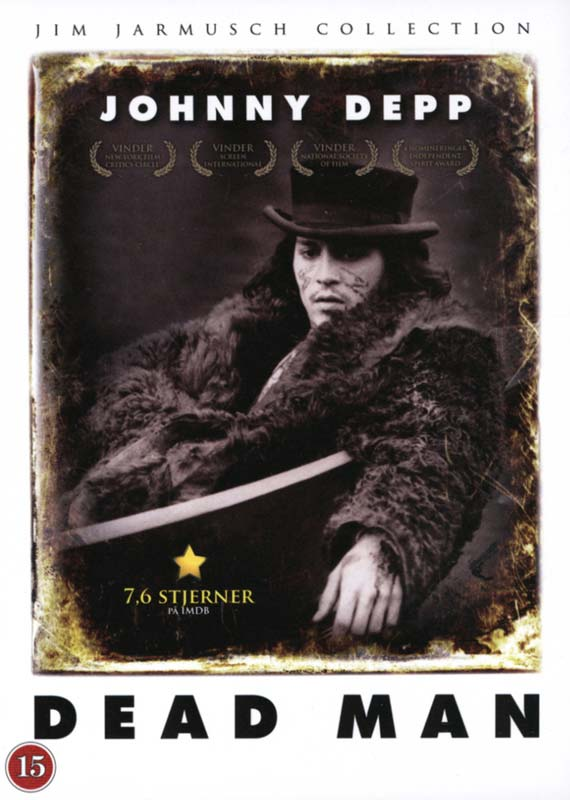 JIM JARMUSCH COLLECTION
JOHNNY DEPP
VINDER
NEW YORK FILM
CRITICS CIRCLE
VINDER
SCREEN
INTERNATIONAL
VINDER
NATIONAL SOCIETY
OF FILM
4 NOMINERINGER
INDEPENDENT
SPIRIT AWARD
7,6 STJERNER
PÅ IMDB
DEAD MAN
15